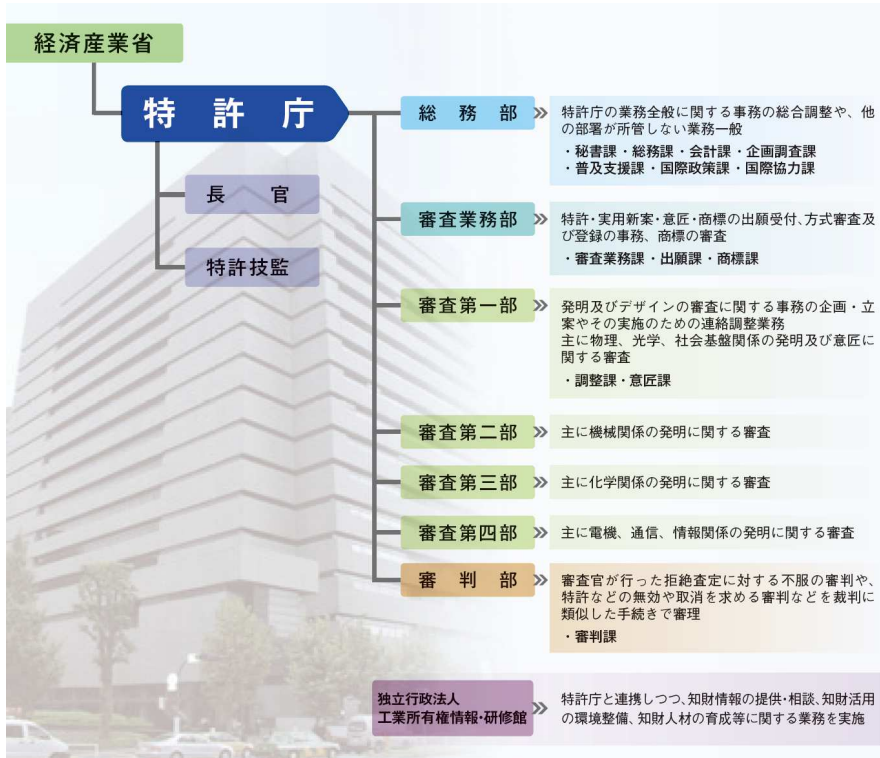 経済産業省
特許庁
長官
特許技監
総務部
特許庁の業務全般に関する事務の総合調整や、他
の部署が所管しない業務一般
・秘書課・総務課・会計課・企画調査課
・普及支援課・国際政策課・国際協力課
審査業務部
特許・実用新案・意匠・商標の出願受付、方式審査及
び登録の事務、商標の審査
・審査業務課・出願課・商標課
審査第一部
発明及びデザインの審査に関する事務の企画・立
案やその実施のための連絡調整業務
主に物理、光学、社会基盤関係の発明及び意匠に
関する審査
・調整課・意匠課
審査第二部
主に機械関係の発明に関する審査
審査第三部
主に化学関係の発明に関する審査
審査第四部
主に電機、通信、情報関係の発明に関する審査
審判部
審査官が行った拒絶査定に対する不服の審判や、
特許などの無効や取消を求める審判などを裁判に
類似した手続きで審理
・審判課
独立行政法人
工業所有権情報・研修館
特許庁と連携しつつ、知財情報の提供・相談、知財活用
の環境整備、知財人材の育成等に関する業務を実施